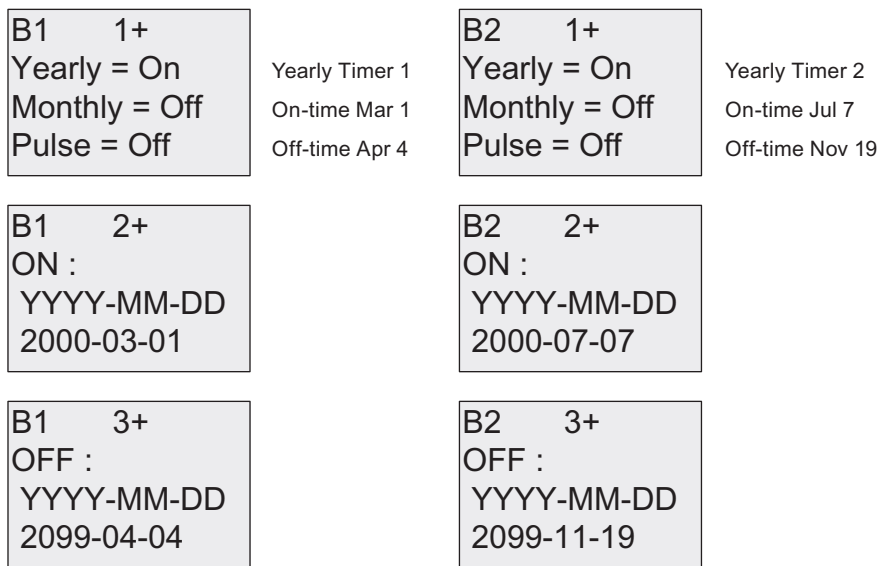 B1 1+
Yearly = On
Monthly = Off
Pulse = Off
Yearly Timer 1
On-time Mar 1
Off-time Apr 4
B2 1+
Yearly = On
Monthly = Off
Pulse = Off
Yearly Timer 2
On-time Jul 7
Off-time Nov 19
B1 2+
ON :
YYYY-MM-DD
2000-03-01
B2 2+
ON :
YYYY-MM-DD
2000-07-07
B1 3+
OFF :
YYYY-MM-DD
2099-04-04
B2 3+
OFF :
YYYY-MM-DD
2099-11-19